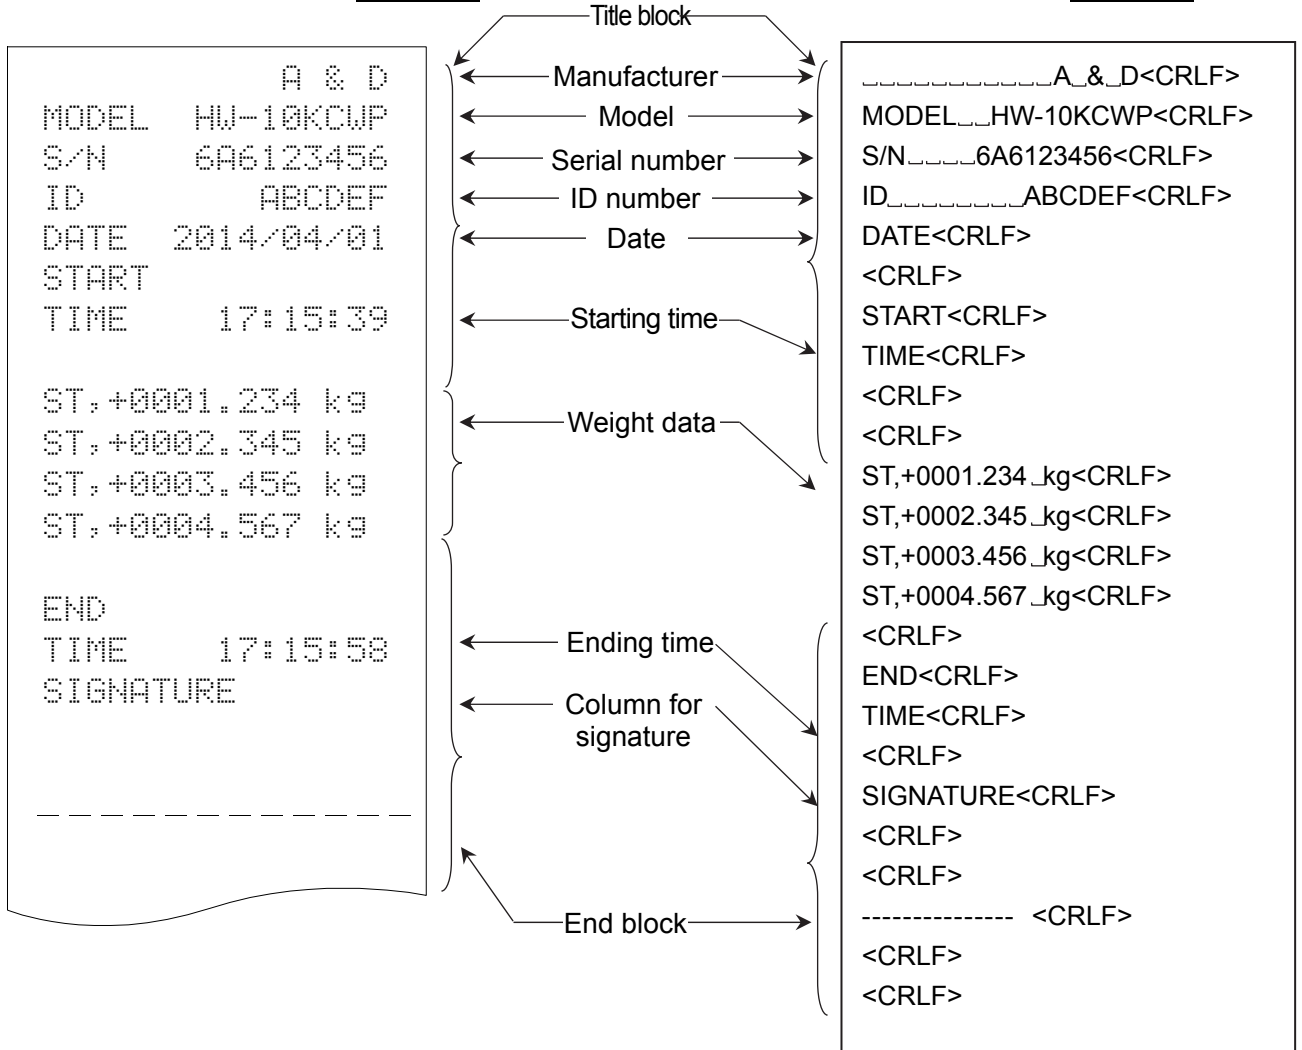 Title block
A & D
MODEL HW-10KCWP
S/N 6A6123456
ID ABCDEF
DATE 2014/04/01
START
TIME 17:15:39
ST,+0001.234 kg
ST,+0002.345 kg
ST,+0003.456 kg
ST,+0004.567 kg
END
TIME 17:15:58
SIGNATURE
_ _ _ _ _ _ _ _ _ _ _ _
Manufacturer
Model
Serial number
ID number
Date
Starting time
Weight data
Ending time
Column for
signature
End block
␣␣␣␣␣␣␣␣␣␣␣␣A␣&␣D<CRLF>
MODEL␣␣HW-10KCWP<CRLF>
S/N␣␣␣␣6A6123456<CRLF>
ID␣␣␣␣␣␣␣␣ABCDEF<CRLF>
DATE<CRLF>
<CRLF>
START<CRLF>
TIME<CRLF>
<CRLF>
<CRLF>
ST,+0001.234␣kg<CRLF>
ST,+0002.345␣kg<CRLF>
ST,+0003.456␣kg<CRLF>
ST,+0004.567␣kg<CRLF>
<CRLF>
END<CRLF>
TIME<CRLF>
<CRLF>
SIGNATURE<CRLF>
<CRLF>
<CRLF>
--------------- <CRLF>
<CRLF>
<CRLF>